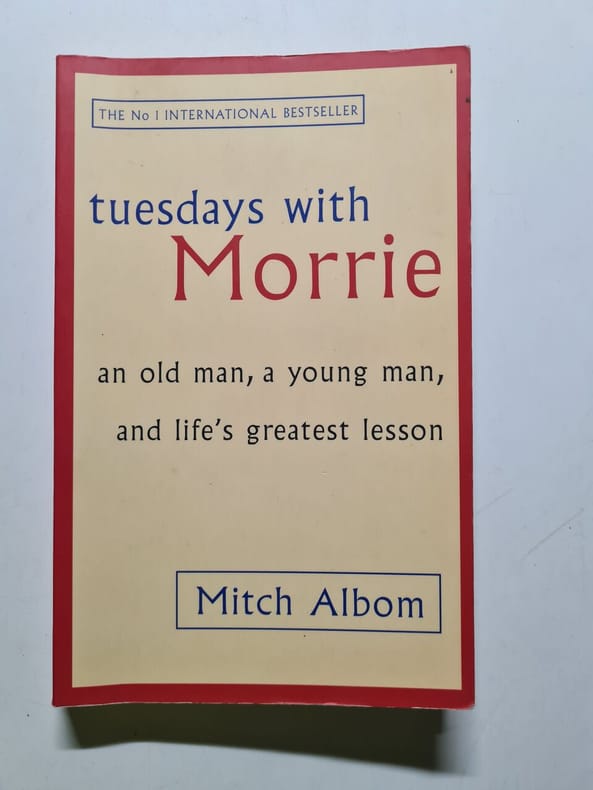 THE No 1 INTERNATIONAL BESTSELLER
tuesdays with
Morrie
an old man, a young man,
and life's greatest lesson
Mitch Albom